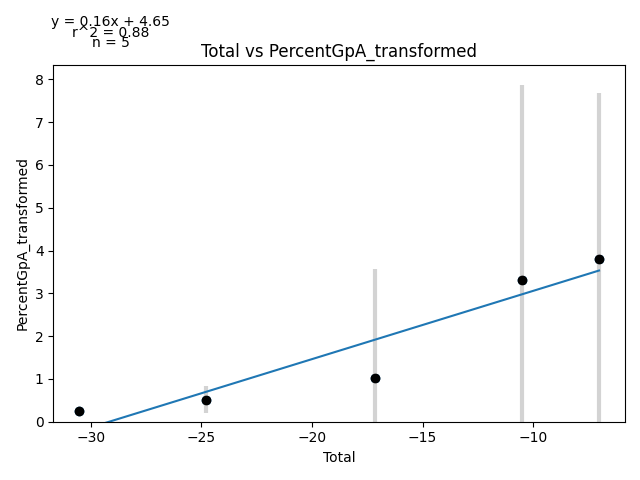 y = 0.16x + 4.65
r^2 = 0.88
n = 5
Total vs PercentGpA_transformed
8
7
6
5
4
3
2
1
0
PercentGpA_transformed
−30
−25
−20
−15
−10
Total